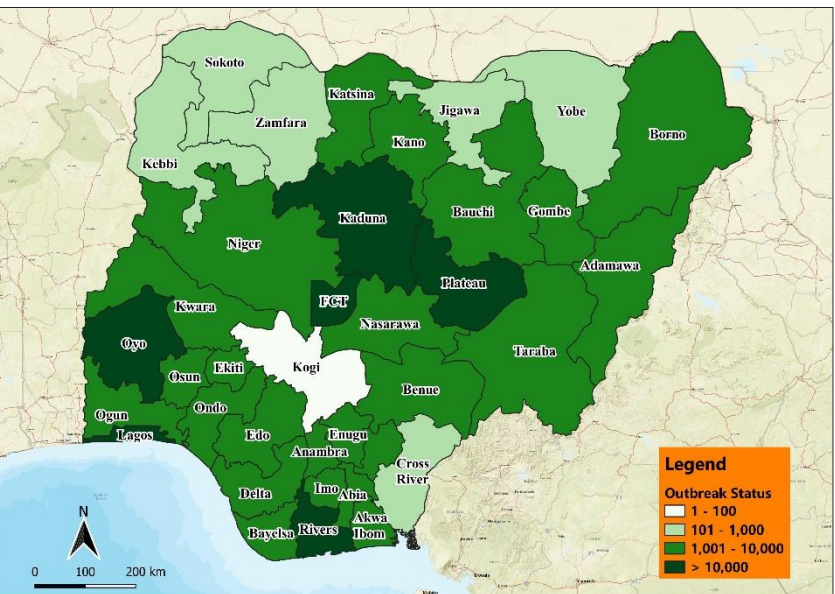 Sokoto
Katsina
Jigawa
Yobe
Zamfara
Kano
Borno
Kebbi
Kaduna
Bauchi
Gombe
Niger
Adamawa
Plateau
FCT
Kwara
Nasarawa
Oyo
Taraba
Ekiti
Kogi
Osun
Benue
Ogun
Ondo
Lagos
Edo
Enugu
Anambra
Cross
River
Delta
Imo
Abia
Akwa
Ibom
Bayelsa
Rivers
Legend
Outbreak Status
1 - 100
101 - 1,000
1,001 - 10,000
> 10,000
N
0 100 200 km